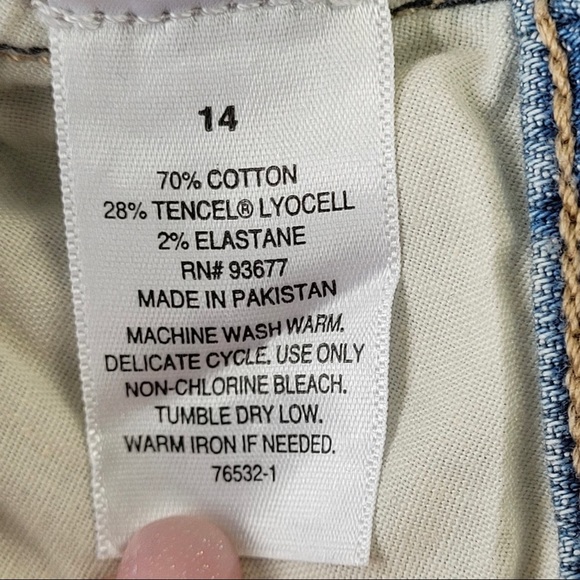 14
70% COTTON
28% TENCEL® LYOCELL
2% ELASTANE
RN# 93677
MADE IN PAKISTAN
MACHINE WASH WARM.
DELICATE CYCLE. USE ONLY
NON-CHLORINE BLEACH.
TUMBLE DRY LOW.
WARM IRON IF NEEDED.
76532-1